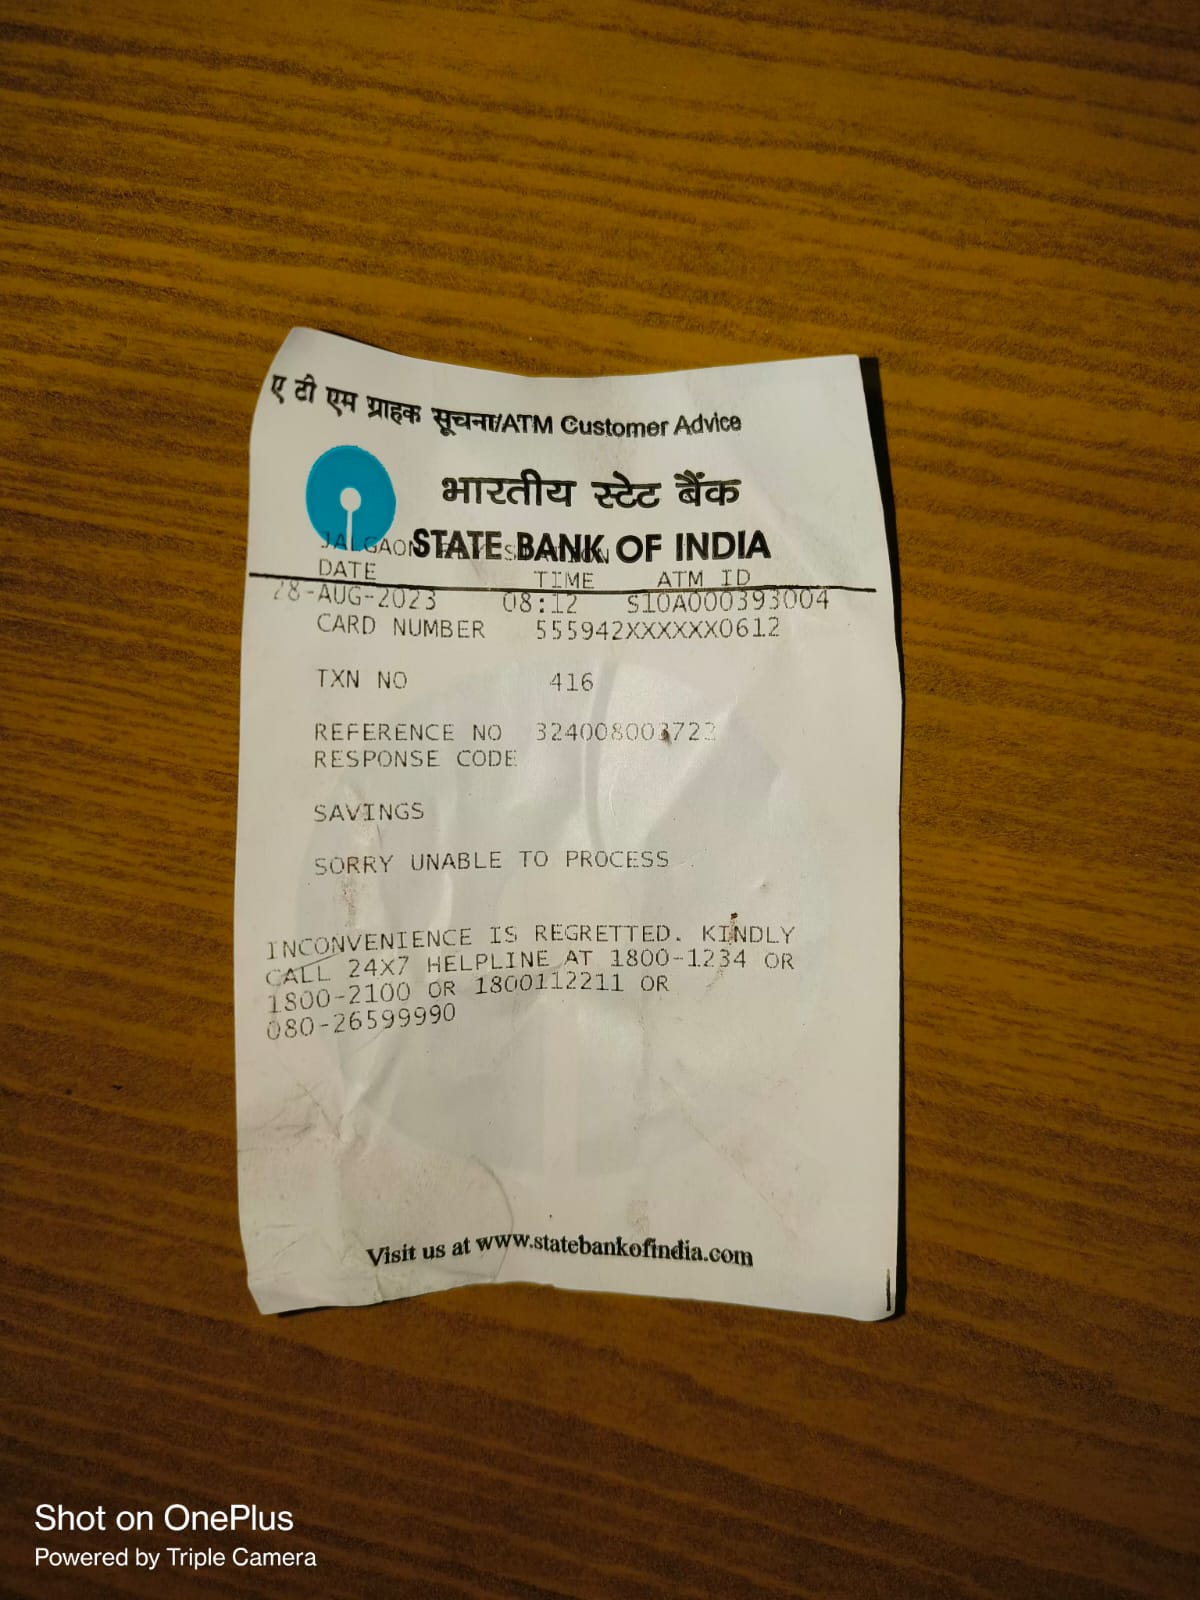 ए टी एम ग्राहक सूचना/ATM Customer Advice
भारतीय स्टेट बैंक
STATE BANK OF INDIA
JALGAON
DATE TIME ATM ID
28-AUG-2023 08:12 S10A000393004
CARD NUMBER 555942XXXXXX0612
TXN NO 416
REFERENCE NO
RESPONSE CODE
SAVINGS
SORRY UNABLE TO PROCESS
INCONVENIENCE IS REGRETTED. KINDLY
CALL 24X7 HELPLINE AT 1800-1234 OR
1800-2100 OR 1800112211 OR
080-26599990
Visit us at www.statebankofindia.com
Shot on OnePlus
Powered by Triple Camera